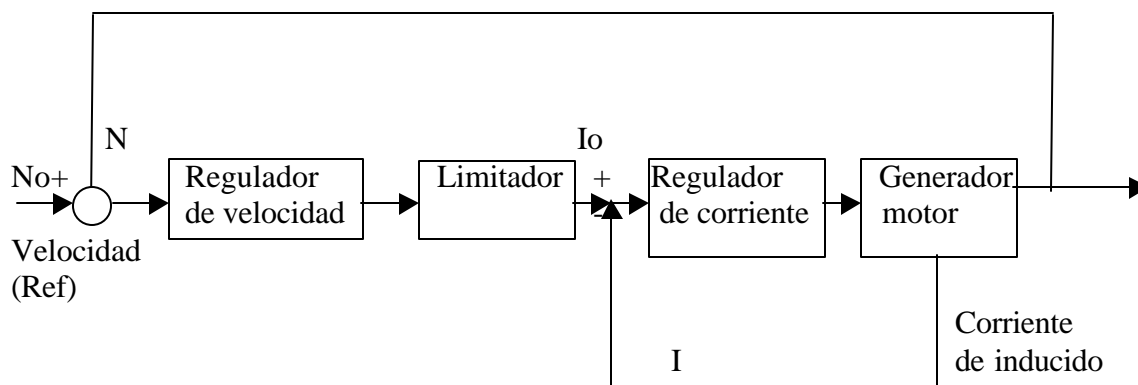 N
Io
No+
Regulador
de velocidad
Limitador
+
-
Regulador
de corriente
Generador
motor
Velocidad
(Ref)
I
Corriente
de inducido